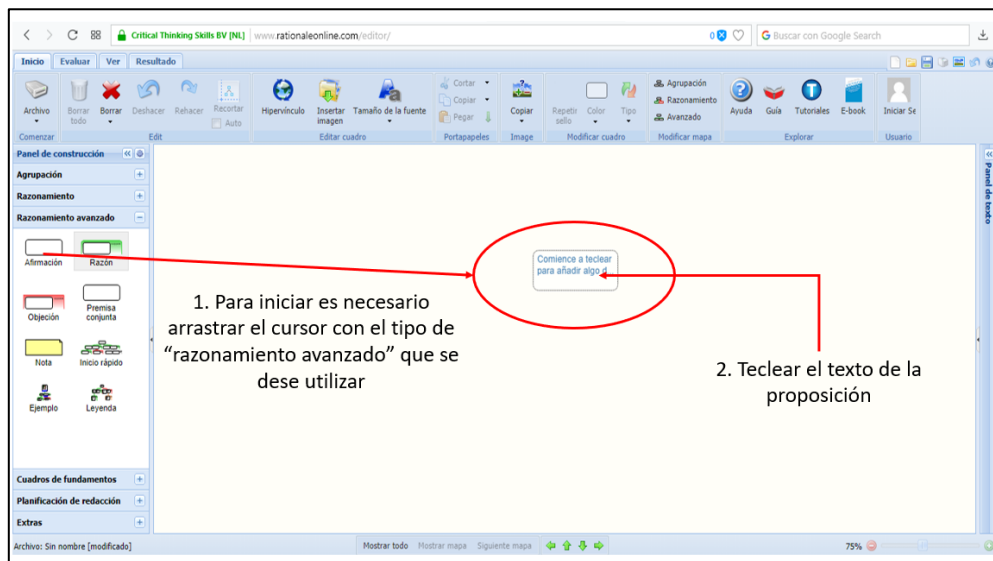 Critical Thinking Skills BV [NL] www.rationaleonline.com/editor/ 0 Buscar con Google Search
Inicio Evaluar Ver Resultado
Archivo Borrar todo Borrar Deshacer Rehacer Recortar Auto Hipervínculo Insertar imagen Tamaño de la fuente Cortar Copiar Pegar Copiar Repetir sello Color Tipo Agrupación Razonamiento Avanzado Ayuda Guía Tutoriales E-book Iniciar Se
Comenzar Edit Editar cuadro Portapapeles Image Modificar cuadro Modificar mapa Explorar Usuario
Panel de construcción
Agrupación
Razonamiento
Razonamiento avanzado
Afirmación Razón
Objeción Premisa conjunta
Nota Inicio rápido
Ejemplo Leyenda
Cuadros de fundamentos
Planificación de redacción
Extras
Panel de texto
Comience a teclear
para añadir algo d
1. Para iniciar es necesario
arrastrar el cursor con el tipo de
“razonamiento avanzado” que se
dese utilizar
2. Teclear el texto de la
proposición
Archivo: Sin nombre [modificado] Mostrar todo Mostrar mapa Siguiente mapa 75%